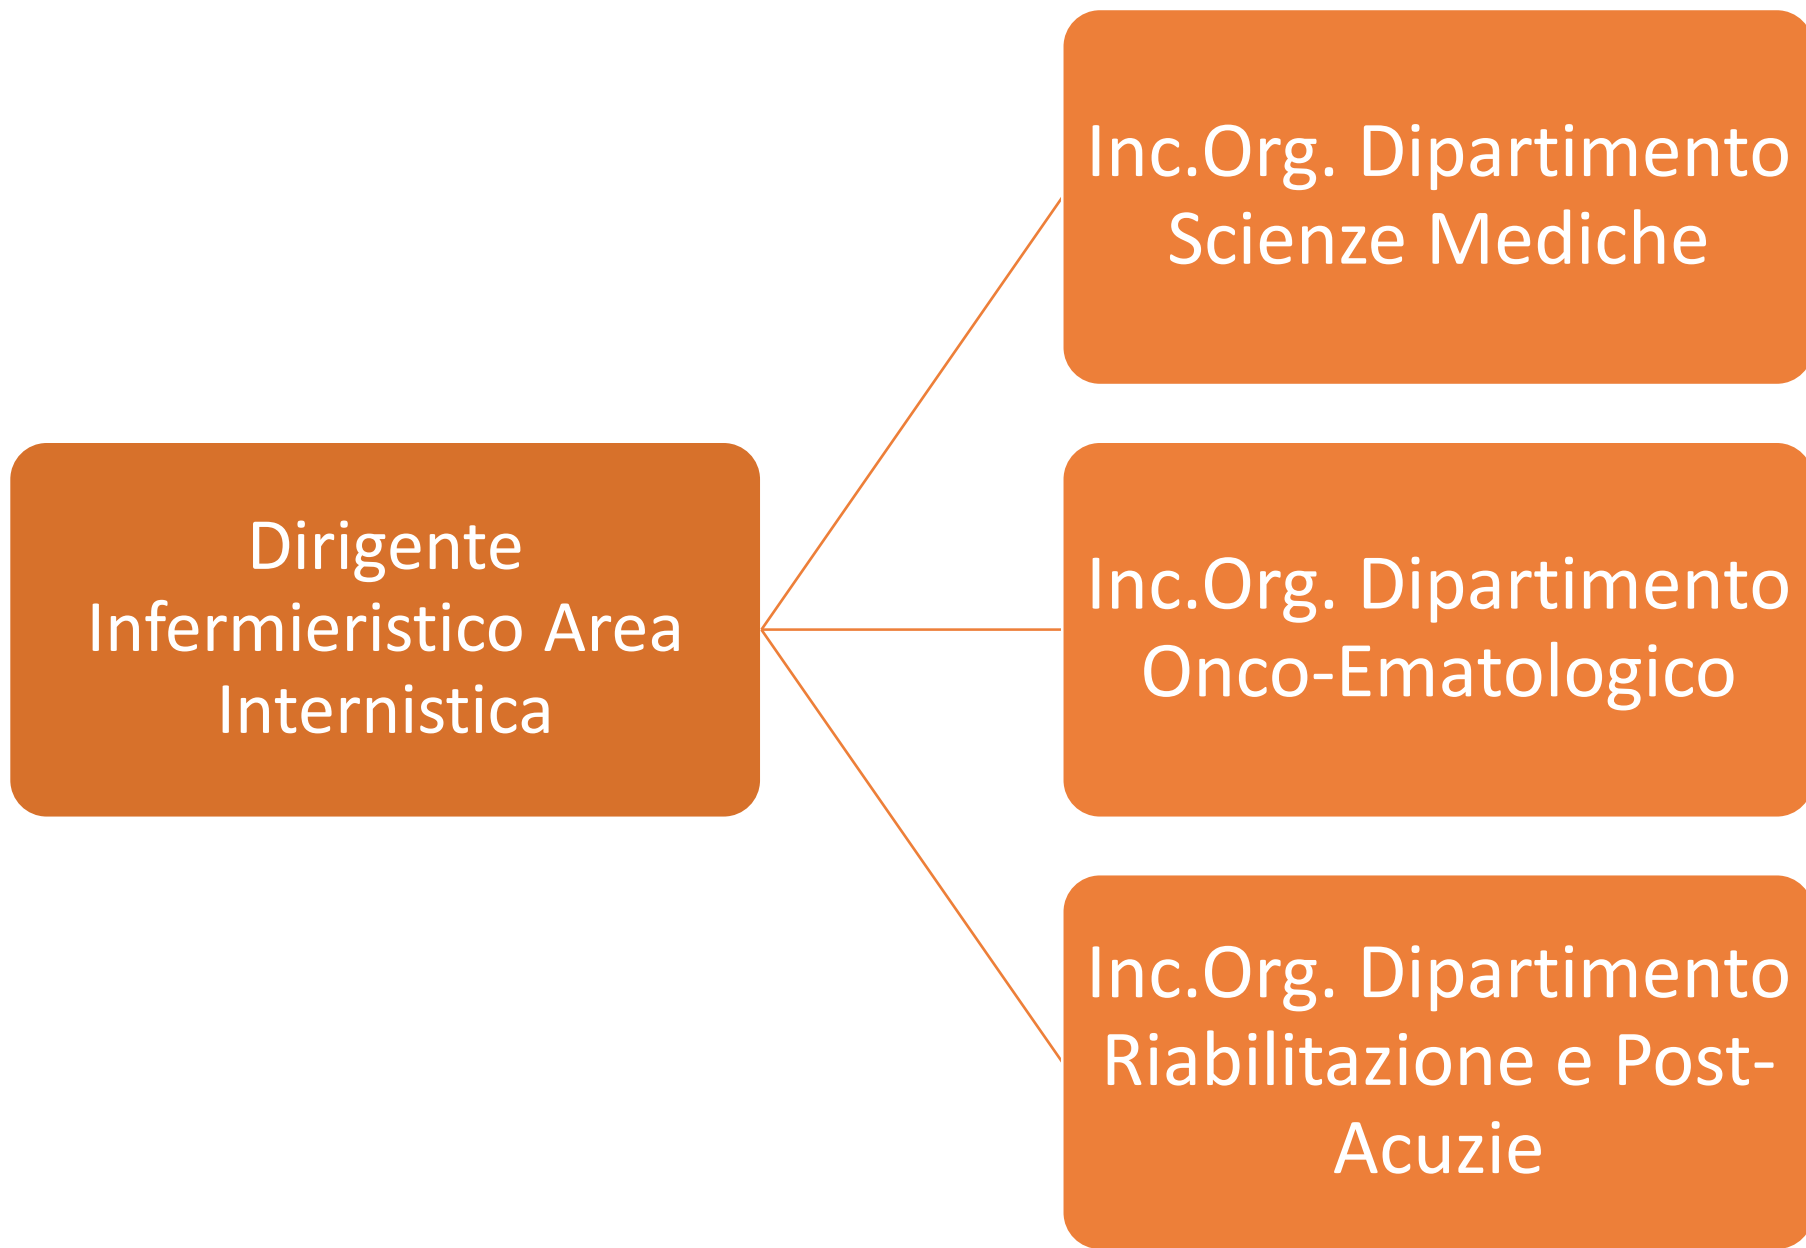 Dirigente
Infermieristico Area
Internistica
Inc.Org. Dipartimento
Scienze Mediche
Inc.Org. Dipartimento
Onco-Ematologico
Inc.Org. Dipartimento
Riabilitazione e Post-
Acuzie